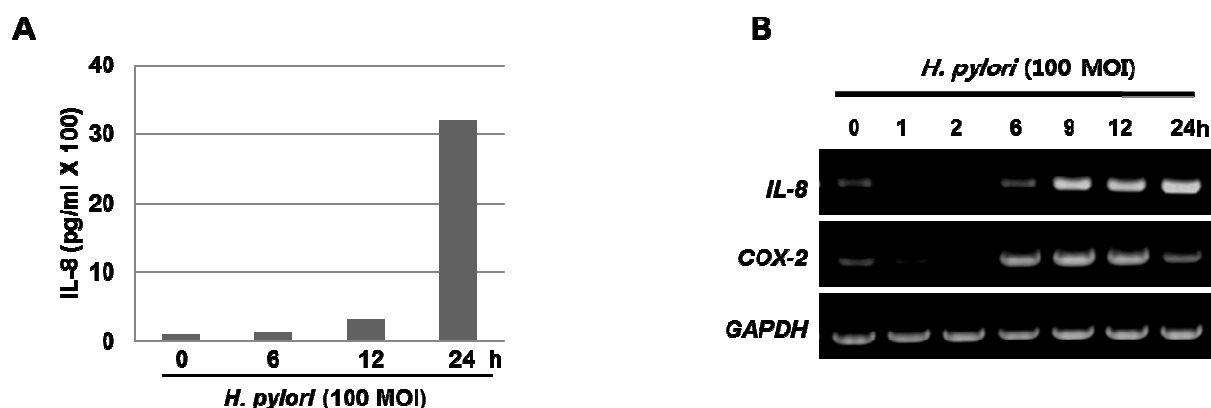 A
40
30
20
10
0
IL-8 (pg/ml X 100)
0 6 12 24 h
H. pylori (100 MOI)
B
H. pylori (100 MOI)
0 1 2 6 9 12 24h
IL-8
COX-2
GAPDH